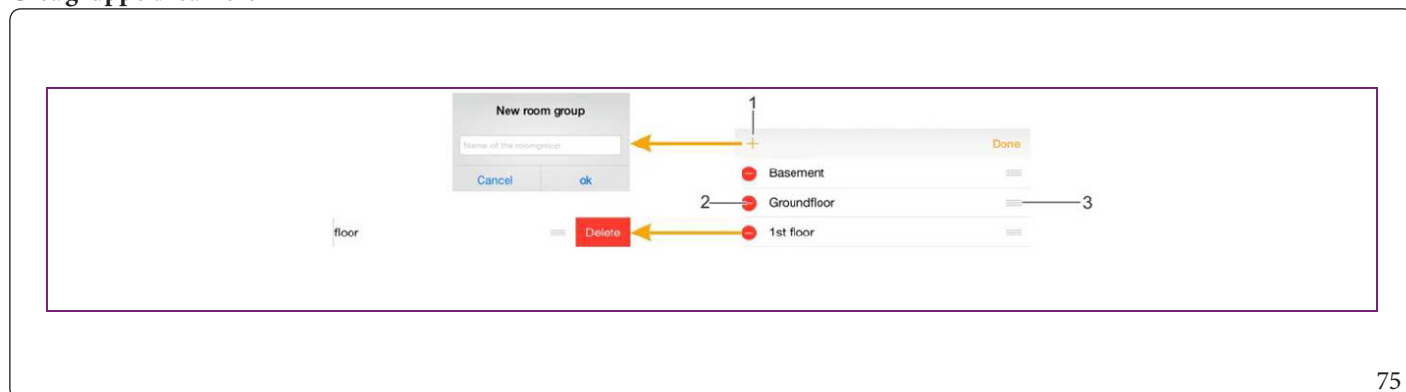 New room group
1
Name of the roomgroup
+
Done
Cancel
ok
Basement
2
Groundfloor
3
floor
Delete
1st floor
75